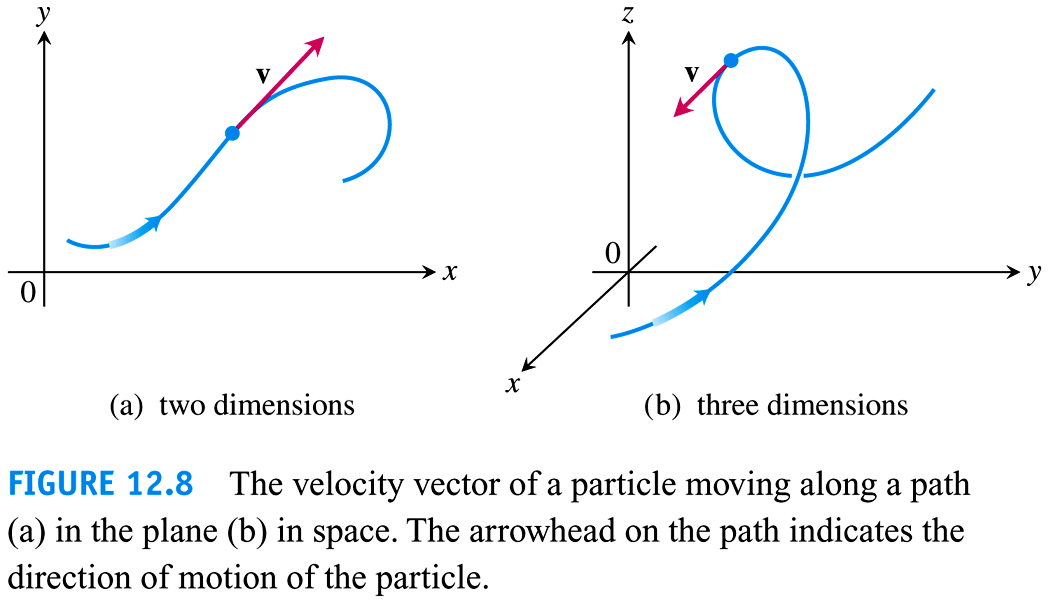 y
v
x
0
(a) two dimensions
z
v
0
y
x
(b) three dimensions
FIGURE 12.8 The velocity vector of a particle moving along a path
(a) in the plane (b) in space. The arrowhead on the path indicates the
direction of motion of the particle.